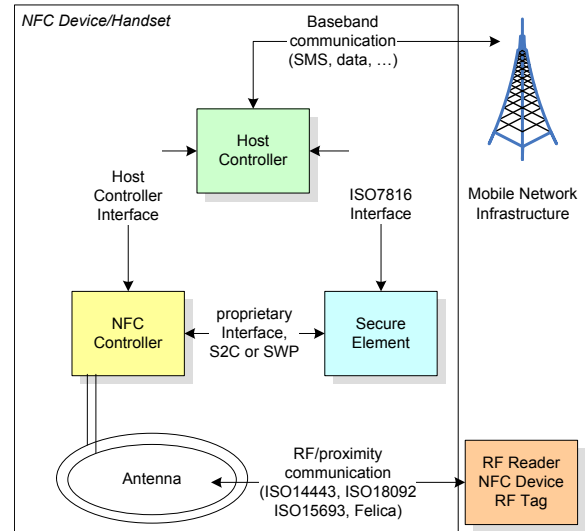 NFC Device/Handset
Baseband
communication
(SMS, data, …)
Host
Controller
Host
Controller
Interface
ISO7816
Interface
Mobile Network
Infrastructure
NFC
Controller
proprietary
Interface,
S2C or SWP
Secure
Element
Antenna
RF/proximity
communication
(ISO14443, ISO18092
ISO15693, Felica)
RF Reader
NFC Device
RF Tag